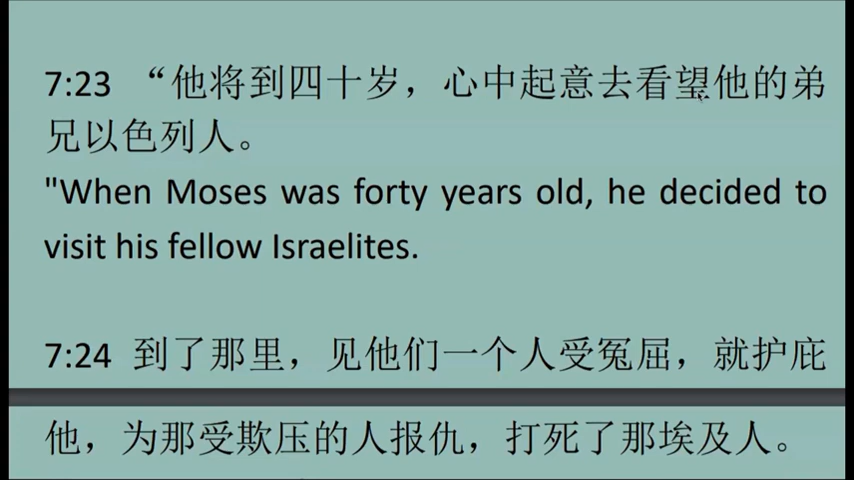 7:23 “他将到四十岁，心中起意去看望他的弟
兄以色列人。
"When Moses was forty years old, he decided to
visit his fellow Israelites.
7:24 到了那里，见他们一个人受冤屈，就护庇
他，为那受欺压的人报仇，打死了那埃及人。